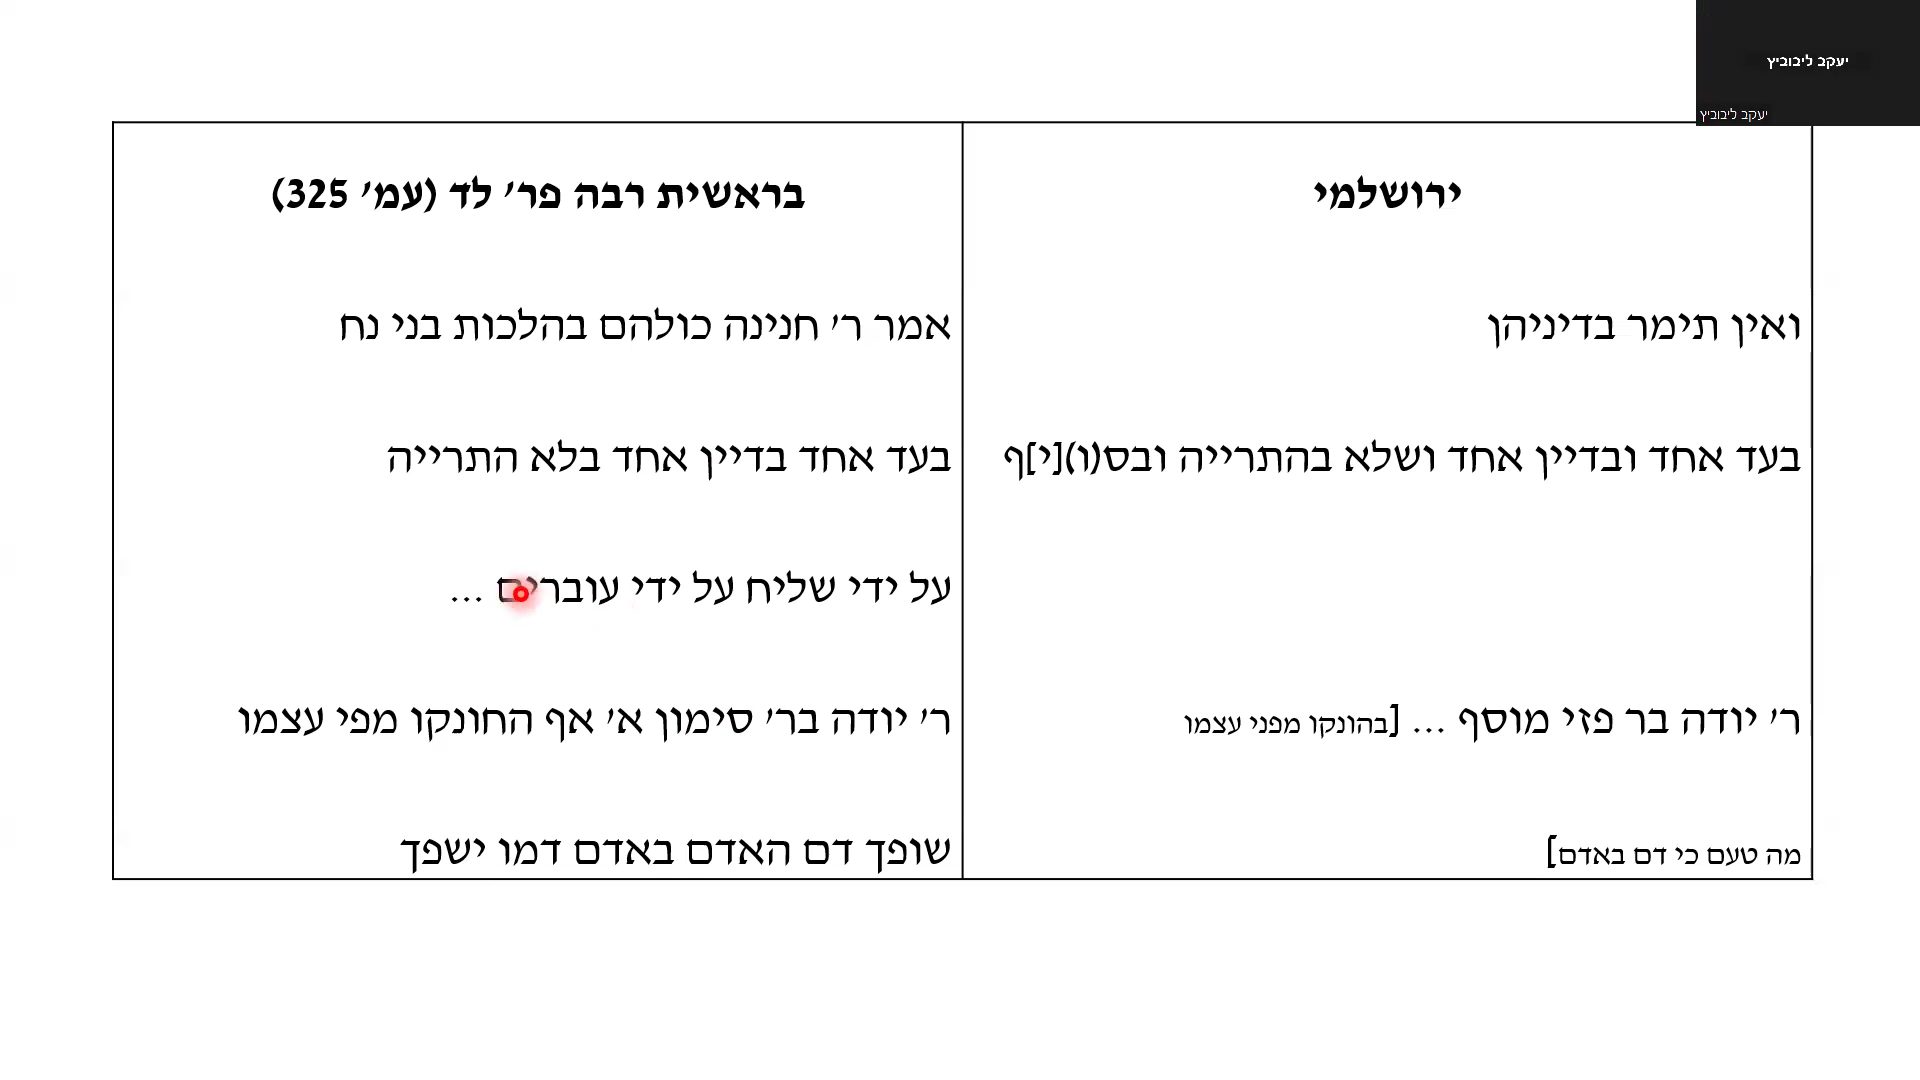 יעקב ליבוביץ
יעקב ליבוביץ
ירושלמי
ואין תימר בדיניהן
בעד אחד ובדיין אחד ושלא בהתרייה ובס(ו)[י]ף
ר׳ יודה בר פזי מוסף ... [בהונקו מפני עצמו
מה טעם כי דם באדם]
בראשית רבה פר׳ לד (עמ׳ 325)
אמר ר׳ חנינה כולהם בהלכות בני נח
בעד אחד בדיין אחד בלא התרייה
על ידי שליח על ידי עוברים ...
ר׳ יודה בר׳ סימון א׳ אף החונקו מפי עצמו
שופך דם האדם באדם דמו ישפך